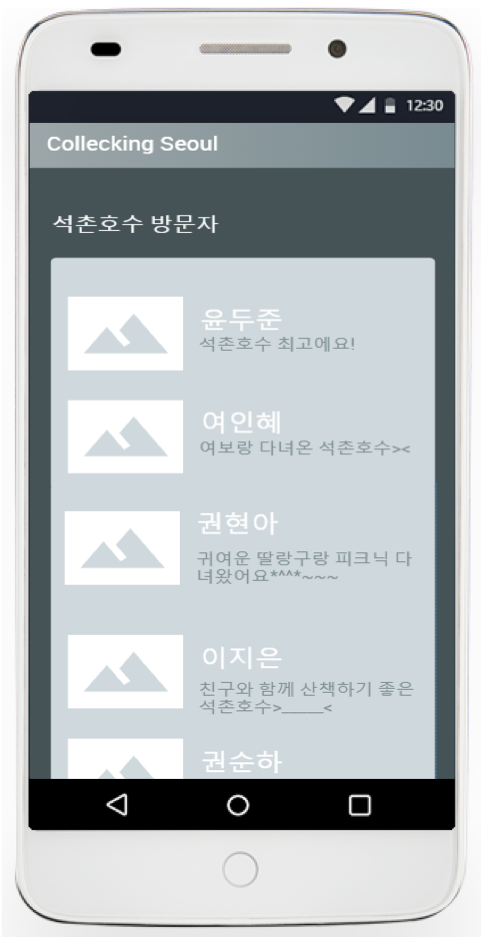 12:30
Collecking Seoul
석촌호수 방문자
윤두준
석촌호수 최고에요!
여인혜
여보랑 다녀온 석촌호수><
권현아
귀여운 딸랑구랑 피크닉 다
녀왔어요*^^*~~~
이지은
친구와 함께 산책하기 좋은
석촌호수>_____<
권순하